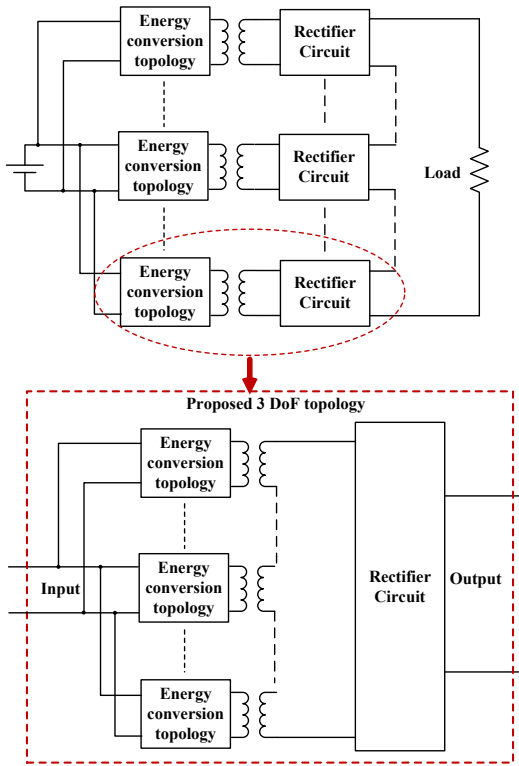 Energy
conversion
topology
Rectifier
Circuit
Energy
conversion
topology
Rectifier
Circuit
Load
Energy
conversion
topology
Rectifier
Circuit
Proposed 3 DoF topology
Energy
conversion
topology
Input
Energy
conversion
topology
Rectifier
Circuit
Output
Energy
conversion
topology